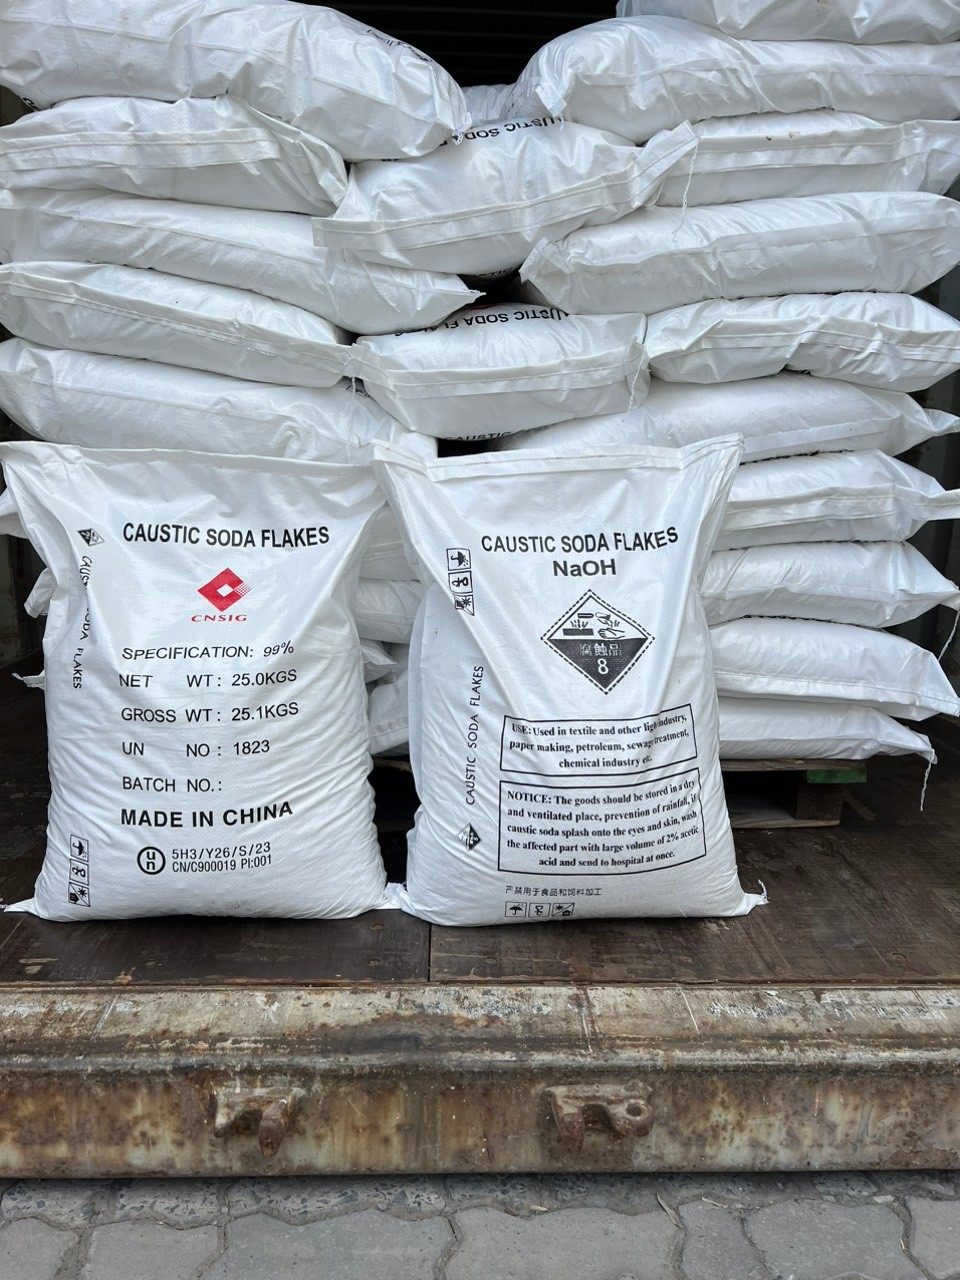 CAUSTIC SODA FLAKES
CNSIG
SPECIFICATION: 99%
NET WT: 25.0KGS
GROSS WT: 25.1KGS
UN NO: 1823
BATCH NO.:
MADE IN CHINA
un
5H3/Y26/S/23
CN/C900019 PI:001
CAUSTIC SODA FLAKES
CAUSTIC SODA FLAKES
NaOH
腐蝕品
8
USE: Used in textile and other light industry,
paper making, petroleum, sewage treatment,
chemical industry etc.
NOTICE: The goods should be stored in a dry
and ventilated place, prevention of rainfall, if
caustic soda splash onto the eyes and skin, wash
the affected part with large volume of 2% acetic
acid and send to hospital at once.
严禁用于食品和饲料加工
CAUSTIC SODA FLAKES
CAUSTIC SODA
CAUSTIC SODA
CAUSTIC